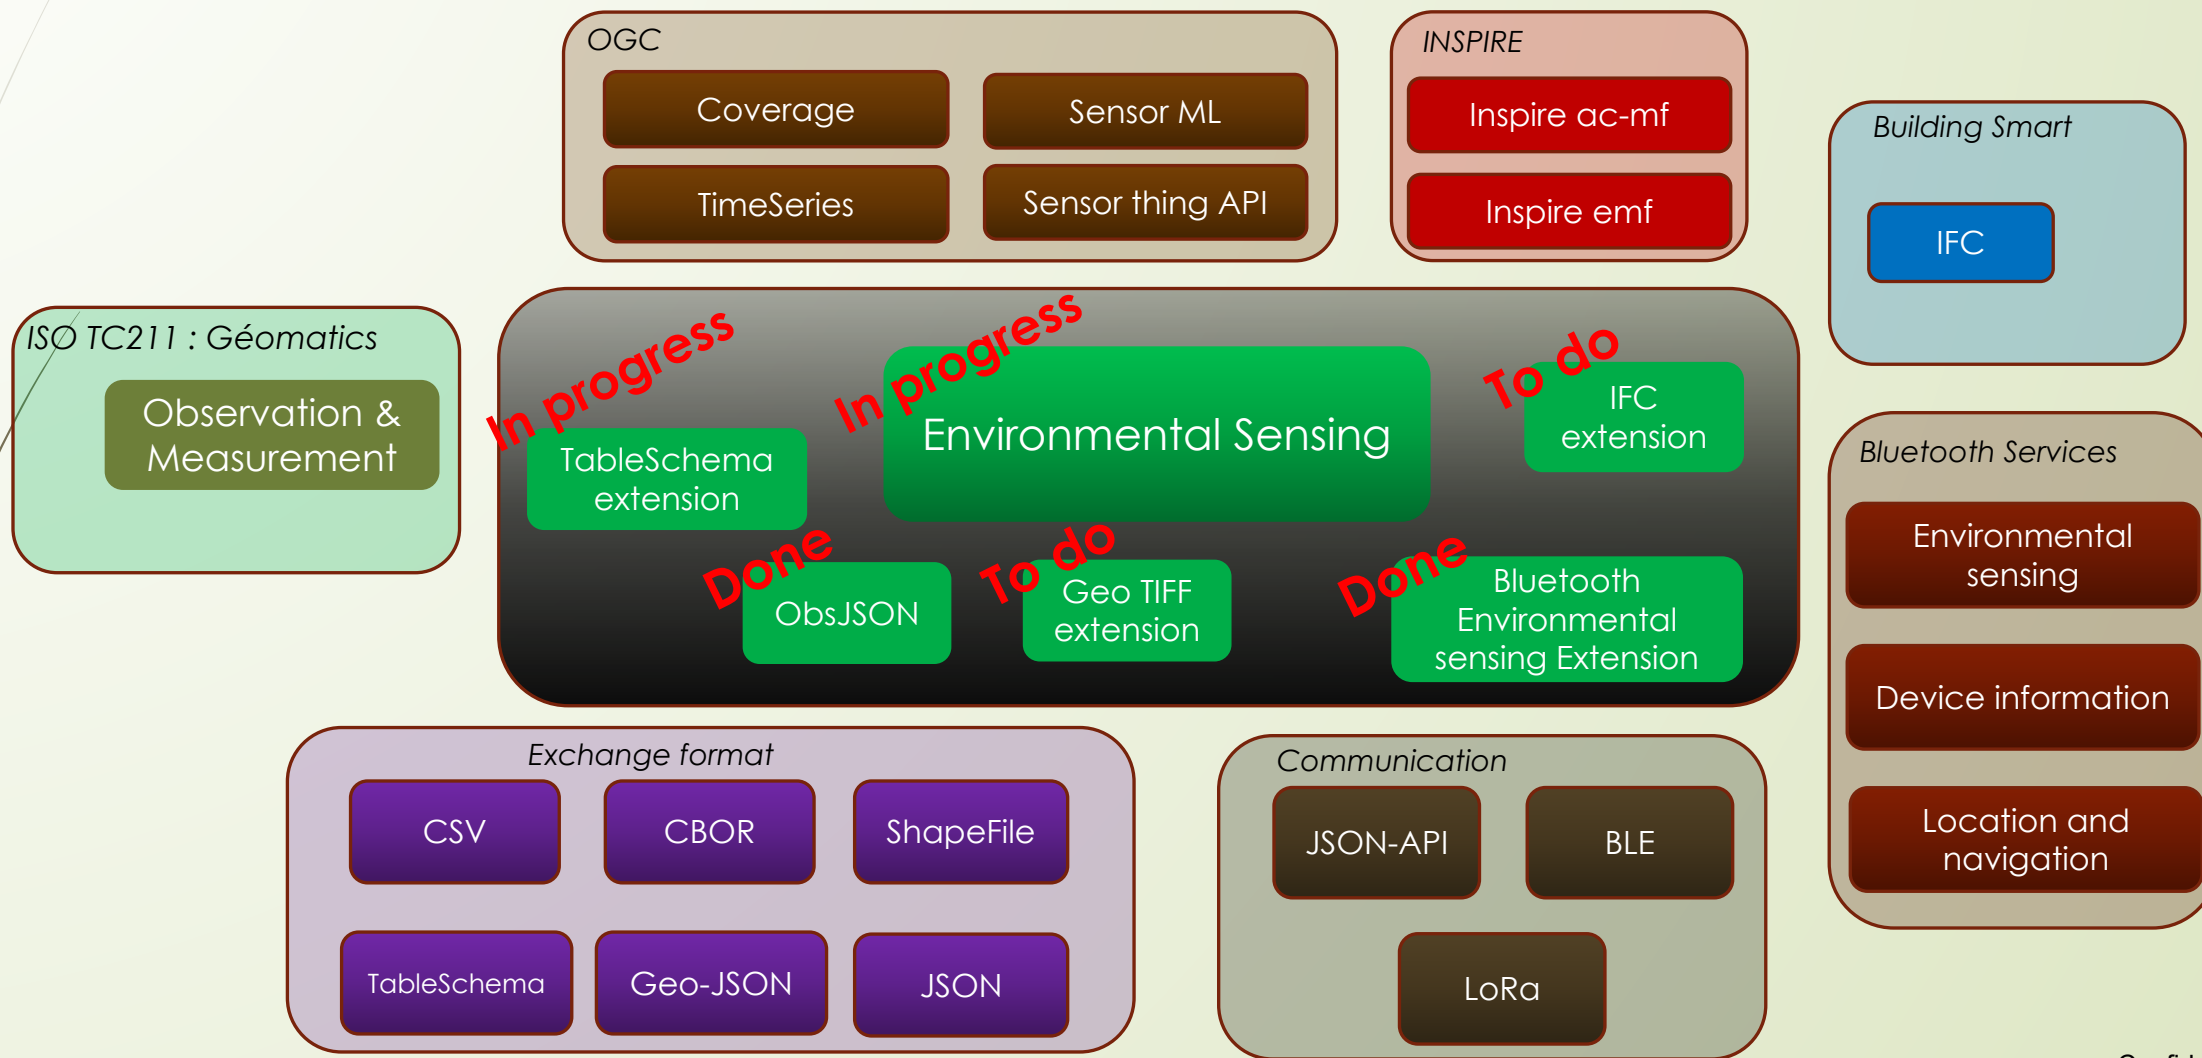 OGC
Coverage
Sensor ML
TimeSeries
Sensor thing API
INSPIRE
Inspire ac-mf
Inspire emf
Building Smart
IFC
ISO TC211 : Géomatics
Observation &
Measurement
In progress
TableSchema
extension
In progress
Environmental Sensing
To do
IFC
extension
Done
ObsJSON
To do
Geo TIFF
extension
Done
Bluetooth
Environmental
sensing Extension
Bluetooth Services
Environmental
sensing
Device information
Location and
navigation
Exchange format
CSV
CBOR
ShapeFile
TableSchema
Geo-JSON
JSON
Communication
JSON-API
BLE
LoRa